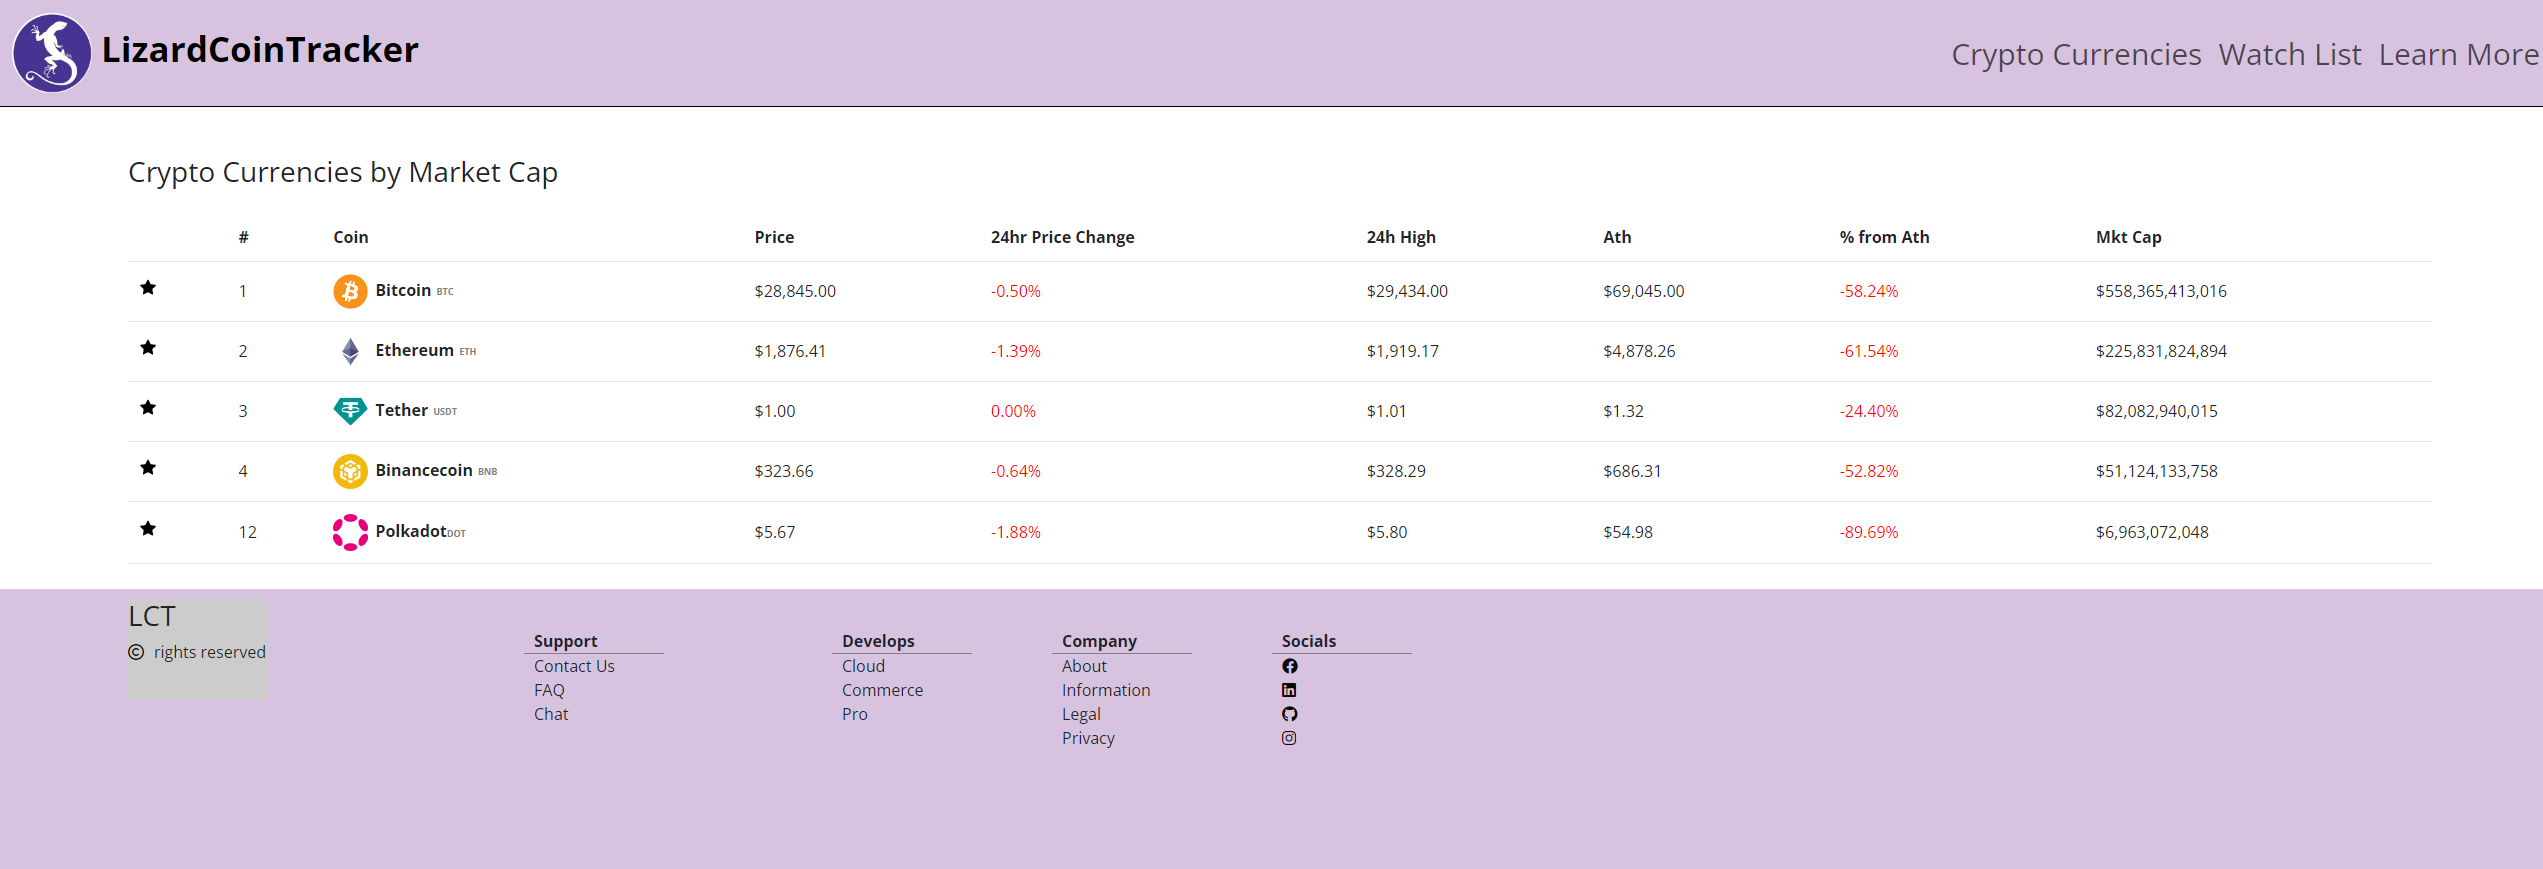 LizardCoinTracker
Crypto Currencies Watch List Learn More
Crypto Currencies by Market Cap
# Coin Price 24hr Price Change 24h High Ath % from Ath Mkt Cap
1 Bitcoin BTC $28,845.00 -0.50% $29,434.00 $69,045.00 -58.24% $558,365,413,016
2 Ethereum ETH $1,876.41 -1.39% $1,919.17 $4,878.26 -61.54% $225,831,824,894
3 Tether USDT $1.00 0.00% $1.01 $1.32 -24.40% $82,082,940,015
4 Binancecoin BNB $323.66 -0.64% $328.29 $686.31 -52.82% $51,124,133,758
12 PolkadotDOT $5.67 -1.88% $5.80 $54.98 -89.69% $6,963,072,048
LCT
© rights reserved
Support
Contact Us
FAQ
Chat
Develops
Cloud
Commerce
Pro
Company
About
Information
Legal
Privacy
Socials